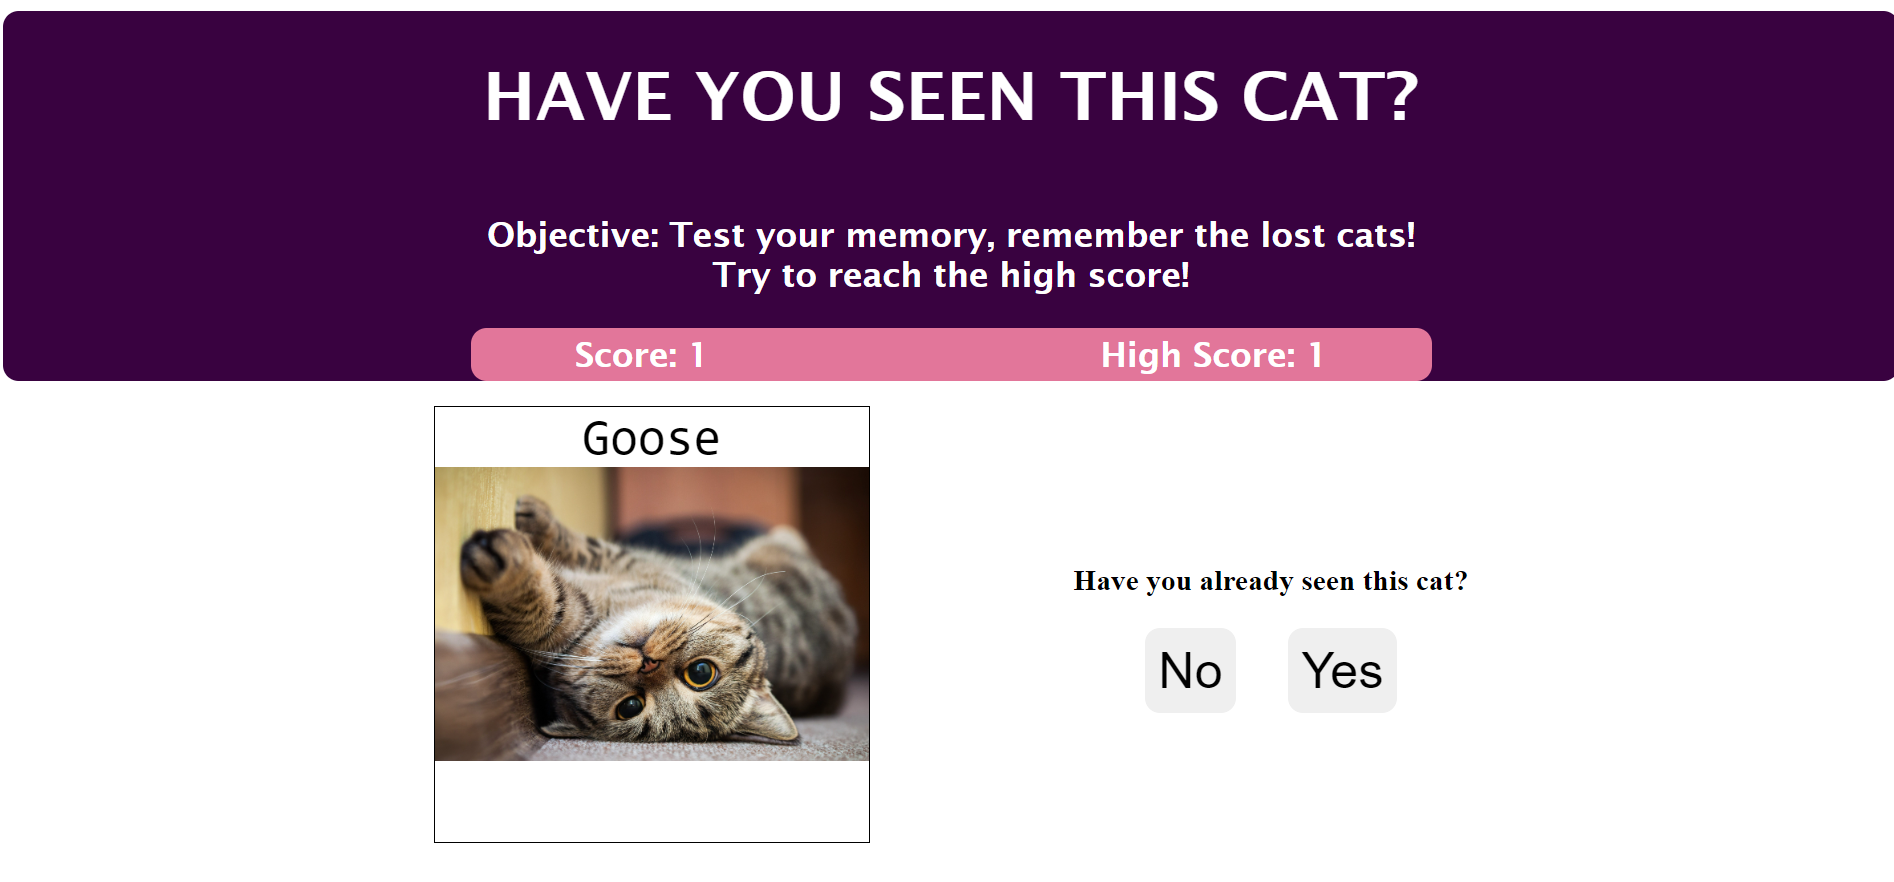 HAVE YOU SEEN THIS CAT?
Objective: Test your memory, remember the lost cats!
Try to reach the high score!
Score: 1 High Score: 1
Goose
Have you already seen this cat?
No Yes